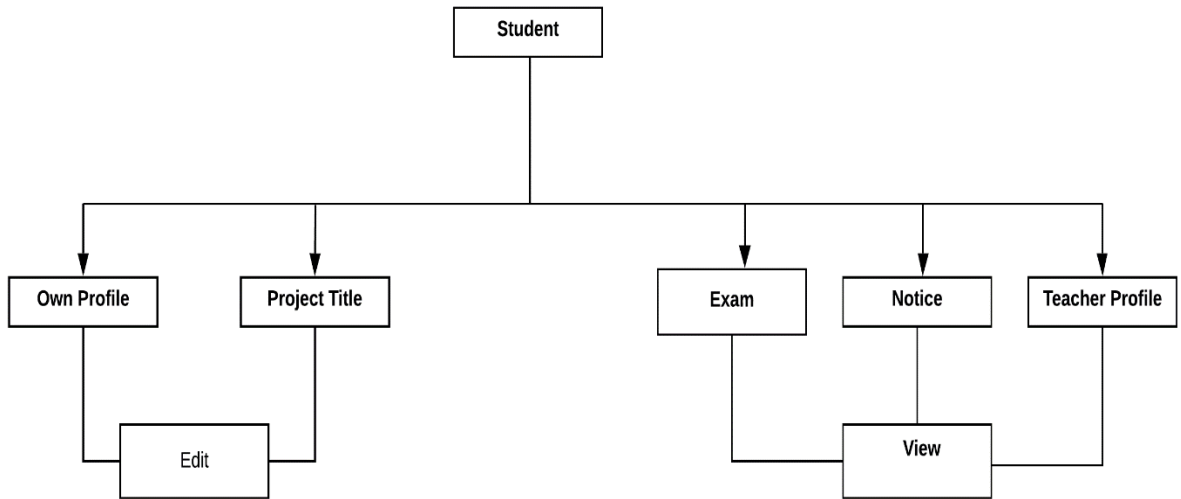 Student
Own Profile
Project Title
Exam
Notice
Teacher Profile
Edit
View